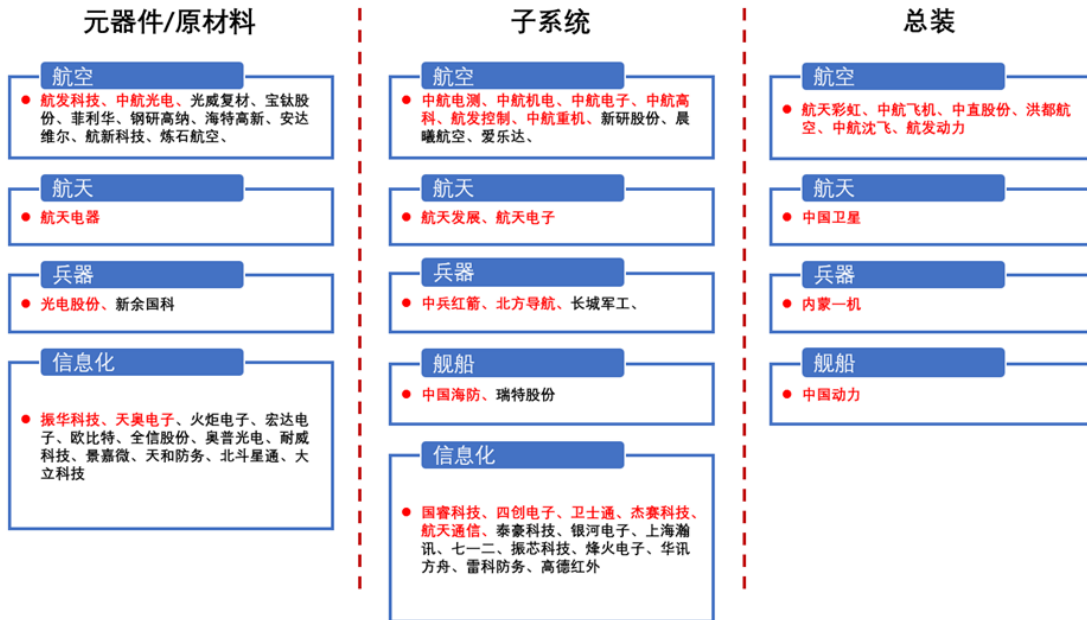 元器件/原材料
航空
航发科技、中航光电、光威复材、宝钛股
份、菲利华、钢研高纳、海特高新、安达
维尔、航新科技、炼石航空、
航天
航天电器
兵器
光电股份、新余国科
信息化
振华科技、天奥电子、火炬电子、宏达电
子、欧比特、全信股份、奥普光电、耐威
科技、景嘉微、天和防务、北斗星通、大
立科技
子系统
航空
中航电测、中航机电、中航电子、中航高
科、航发控制、中航重机、新研股份、晨
曦航空、爱乐达、
航天
航天发展、航天电子
兵器
中兵红箭、北方导航、长城军工、
舰船
中国海防、瑞特股份
信息化
国睿科技、四创电子、卫士通、杰赛科技、
航天通信、泰豪科技、银河电子、上海瀚
讯、七一二、振芯科技、烽火电子、华讯
方舟、雷科防务、高德红外
总装
航空
航天彩虹、中航飞机、中直股份、洪都航
空、中航沈飞、航发动力
航天
中国卫星
兵器
内蒙一机
舰船
中国动力